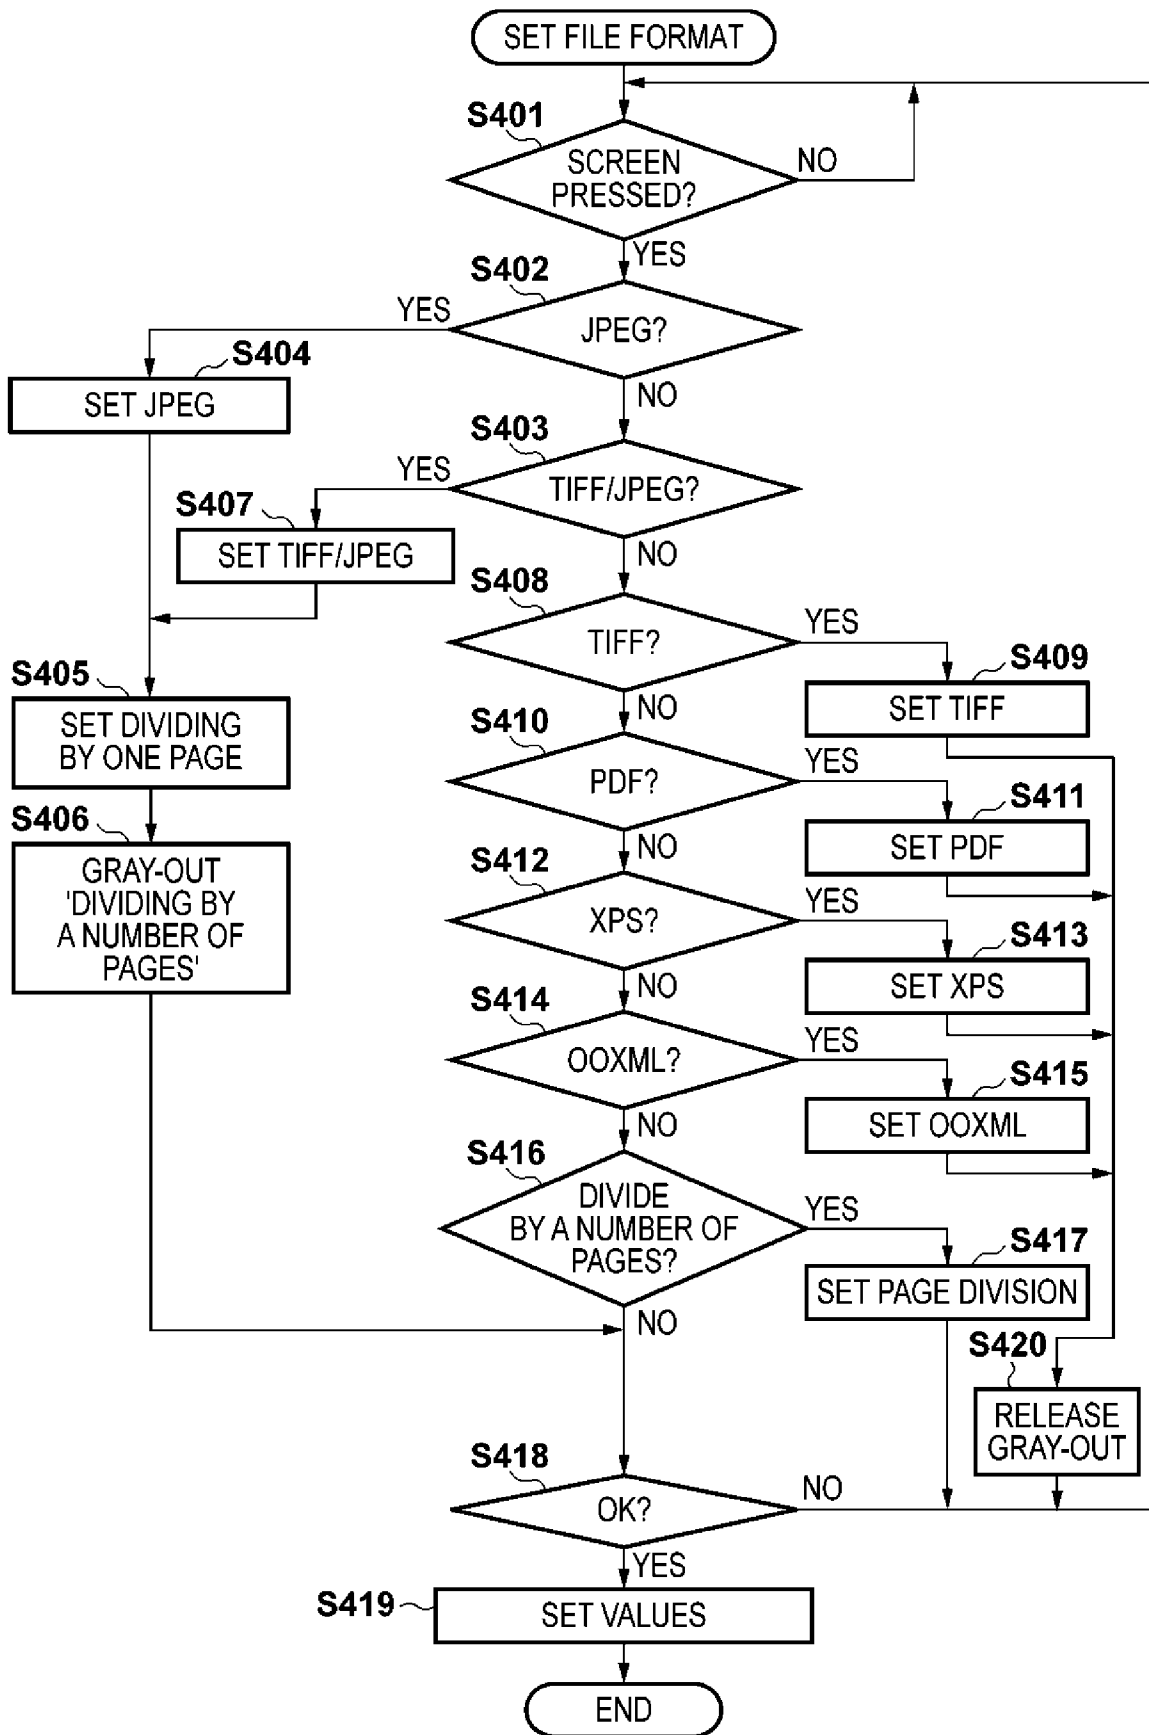 SET FILE FORMAT
S401
SCREEN
PRESSED?
NO
YES
S402
JPEG?
YES
NO
S404
SET JPEG
S403
TIFF/JPEG?
YES
NO
S407
SET TIFF/JPEG
S408
TIFF?
YES
NO
S409
SET TIFF
S405
SET DIVIDING
BY ONE PAGE
S410
PDF?
YES
NO
S411
SET PDF
S406
GRAY-OUT
'DIVIDING BY
A NUMBER OF
PAGES'
S412
XPS?
YES
NO
S413
SET XPS
S414
OOXML?
YES
NO
S415
SET OOXML
S416
DIVIDE
BY A NUMBER OF
PAGES?
YES
NO
S417
SET PAGE DIVISION
S420
RELEASE
GRAY-OUT
S418
OK?
NO
YES
S419
SET VALUES
END